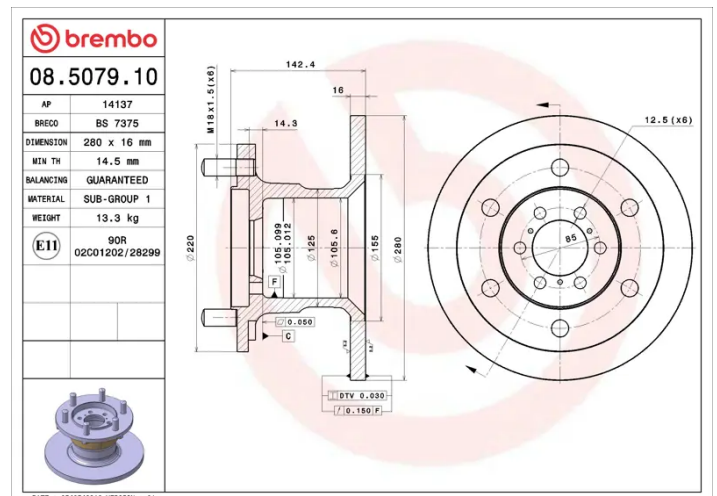 brembo
08.5079.10
AP 14137
BRECO BS 7375
DIMENSION 280 x 16 mm
MIN TH 14.5 mm
BALANCING GUARANTEED
MATERIAL SUB-GROUP 1
WEIGHT 13.3 kg
E11 90R 02C01202/28299
142.4
16
M18x1.5(x6)
14.3
12.5(x6)
Ø220
Ø105.099
Ø105.012
Ø125
Ø105.6
Ø155
Ø280
85
F
0.050
C
DTV 0.030
0.150 F